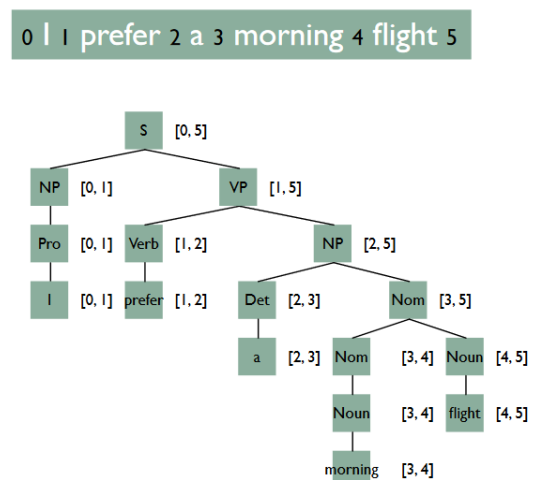 0 I 1 prefer 2 a 3 morning 4 flight 5
S [0, 5]
NP [0, 1] VP [1, 5]
Pro [0, 1] Verb [1, 2] NP [2, 5]
I [0, 1] prefer [1, 2] Det [2, 3] Nom [3, 5]
a [2, 3] Nom [3, 4] Noun [4, 5]
Noun [3, 4] flight [4, 5]
morning [3, 4]